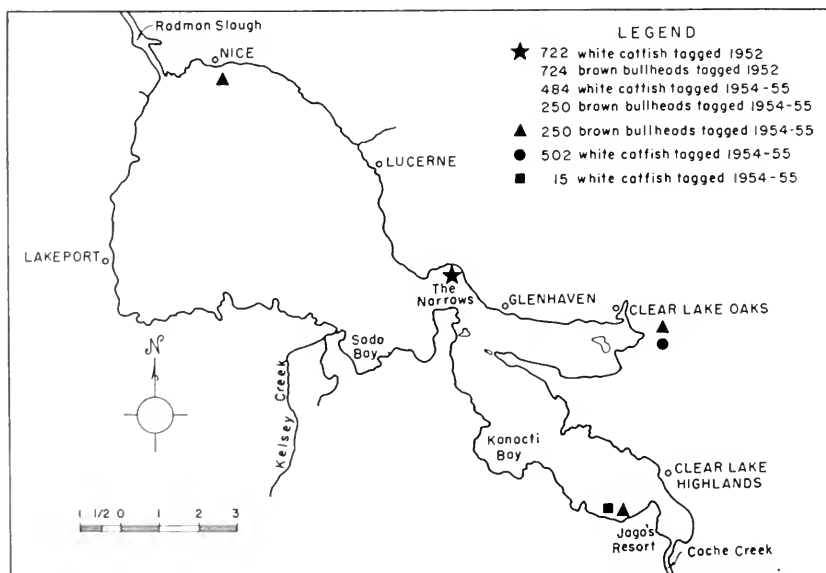 Rodmon Slough
NICE
LEGEND
★ 722 white catfish tagged 1952
724 brown bullheads tagged 1952
484 white catfish tagged 1954-55
250 brown bullheads tagged 1954-55
▲ 250 brown bullheads tagged 1954-55
● 502 white catfish tagged 1954-55
■ 15 white catfish tagged 1954-55
LUCERNE
LAKEPORT
The
Narrows
GLENHAVEN
CLEAR LAKE OAKS
Soda
Bay
N
Kelsey Creek
Konocti
Bay
CLEAR LAKE
HIGHLANDS
1 1/2 0 1 2 3
Jago's
Resort
Cache Creek